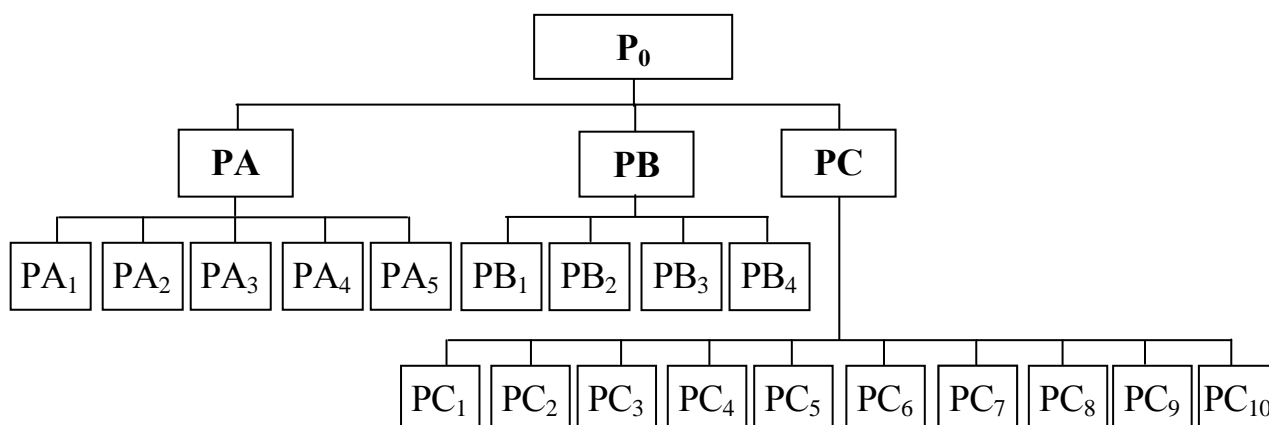 P₀
PA PB PC
PA₁ PA₂ PA₃ PA₄ PA₅ PB₁ PB₂ PB₃ PB₄
PC₁ PC₂ PC₃ PC₄ PC₅ PC₆ PC₇ PC₈ PC₉ PC₁₀